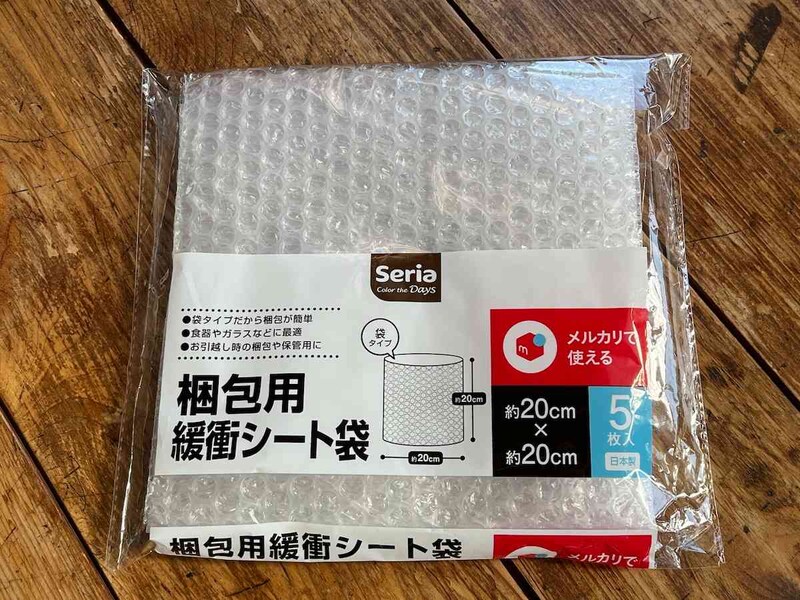 Seria
Color the Days
●袋タイプだから梱包が簡単
●食器やガラスなどに最適
●お引越し時の梱包や保管用に
袋
タイプ
梱包用
緩衝シート袋
約20cm
約20cm
m
メルカリで
使える
約20cm
×
約20cm
5
枚入
日本製
梱包用緩衝シート袋
メルカリで